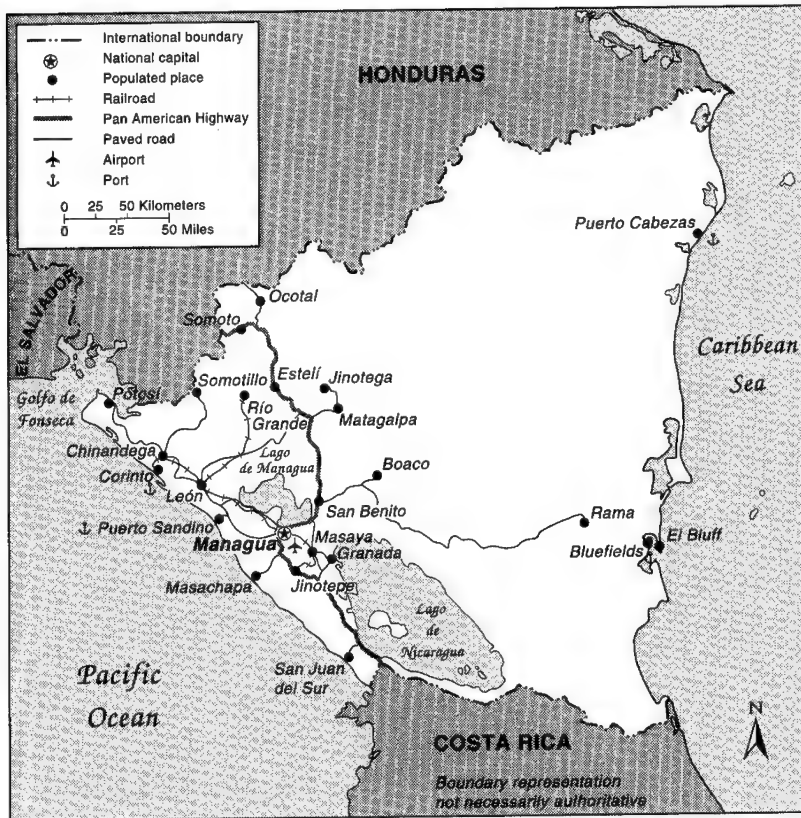 International boundary
National capital
Populated place
Railroad
Pan American Highway
Paved road
Airport
Port
0 25 50 Kilometers
0 25 50 Miles
HONDURAS
EL SALVADOR
Puerto Cabezas
Ocotal
Somoto
Caribbean
Sea
Golfo de
Fonseca
Potosí
Somotillo
Estelí
Jinotega
Río
Grande
Matagalpa
Chinandega
Lago
de Managua
Corinto
León
Boaco
San Benito
Rama
Puerto Sandino
Managua
Masaya
Granada
Bluefields
El Bluff
Masachapa
Jinotepe
Lago
de
Nicaragua
San Juan
del Sur
Pacific
Ocean
N
COSTA RICA
Boundary representation
not necessarily authoritative